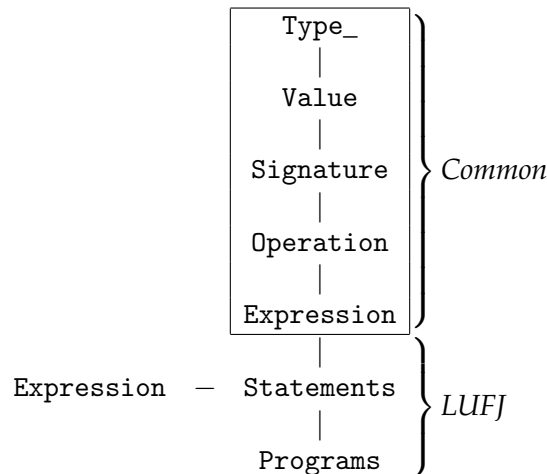 Type_
Value
Signature
Common
Operation
Expression
Expression – Statements
LUFJ
Programs